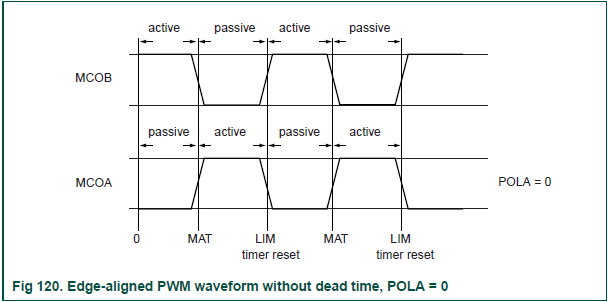 active passive active passive
MCOB
passive active passive active
MCOA
POLA = 0
0 MAT LIM MAT LIM
timer reset timer reset
Fig 120. Edge-aligned PWM waveform without dead time, POLA = 0